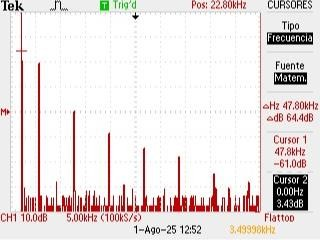 Tek Trig'd Pos: 22.80kHz CURSORES
Tipo
Frecuencia
Fuente
Matem.
M
△Hz 47.80kHz
△dB 64.4dB
Cursor 1
47.8kHz
-61.0dB
Cursor 2
0.00Hz
3.43dB
CH1 10.0dB 5.00kHz (100kS/s) Flattop
1-Ago-25 12:52 3.49998kHz